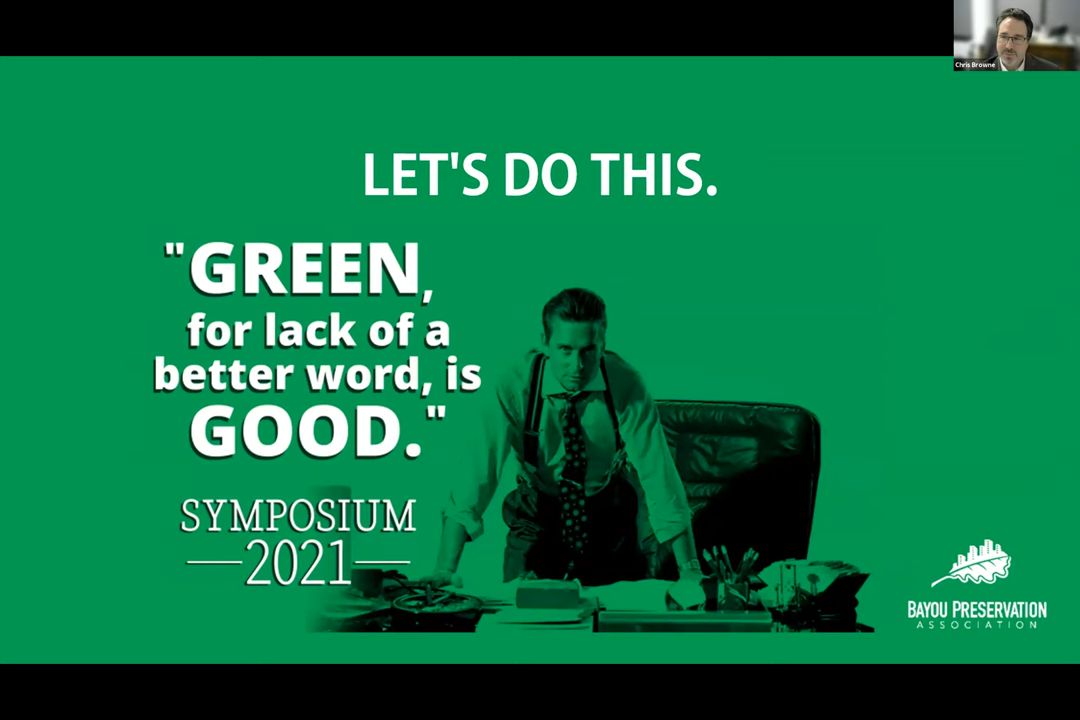 Chris Browne
LET'S DO THIS.
"GREEN,
for lack of a
better word, is
GOOD."
SYMPOSIUM
2021
BAYOU PRESERVATION
ASSOCIATION